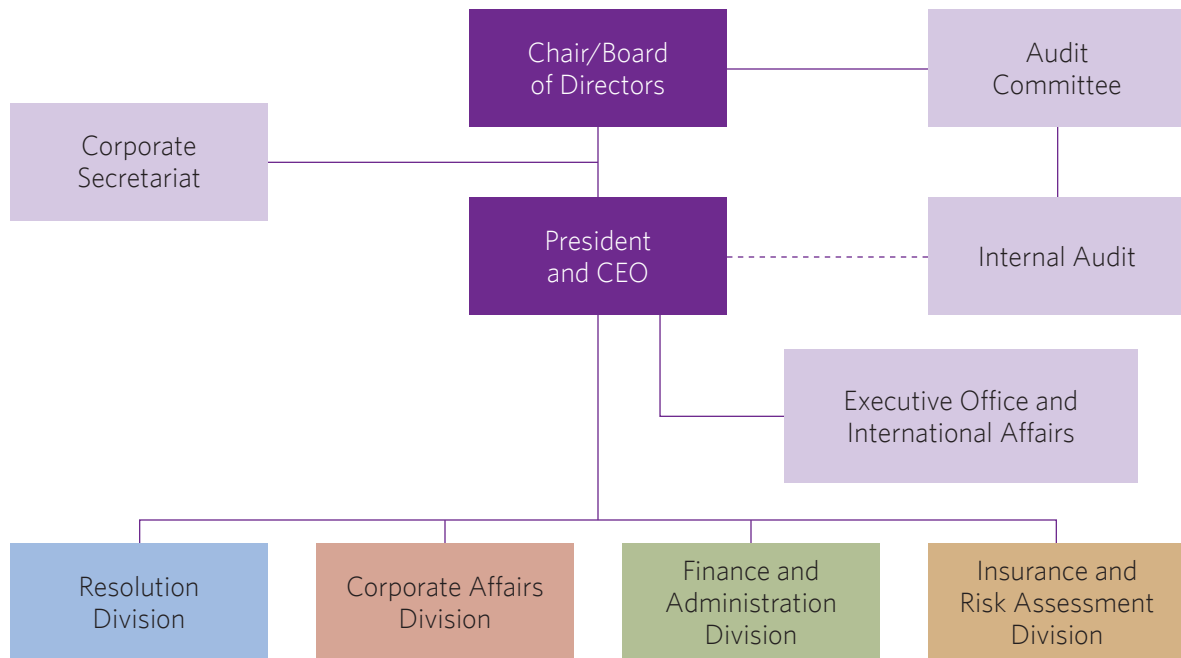 Chair/Board
of Directors
Audit
Committee
Corporate
Secretariat
President
and CEO
Internal Audit
Executive Office and
International Affairs
Resolution
Division
Corporate Affairs
Division
Finance and
Administration
Division
Insurance and
Risk Assessment
Division